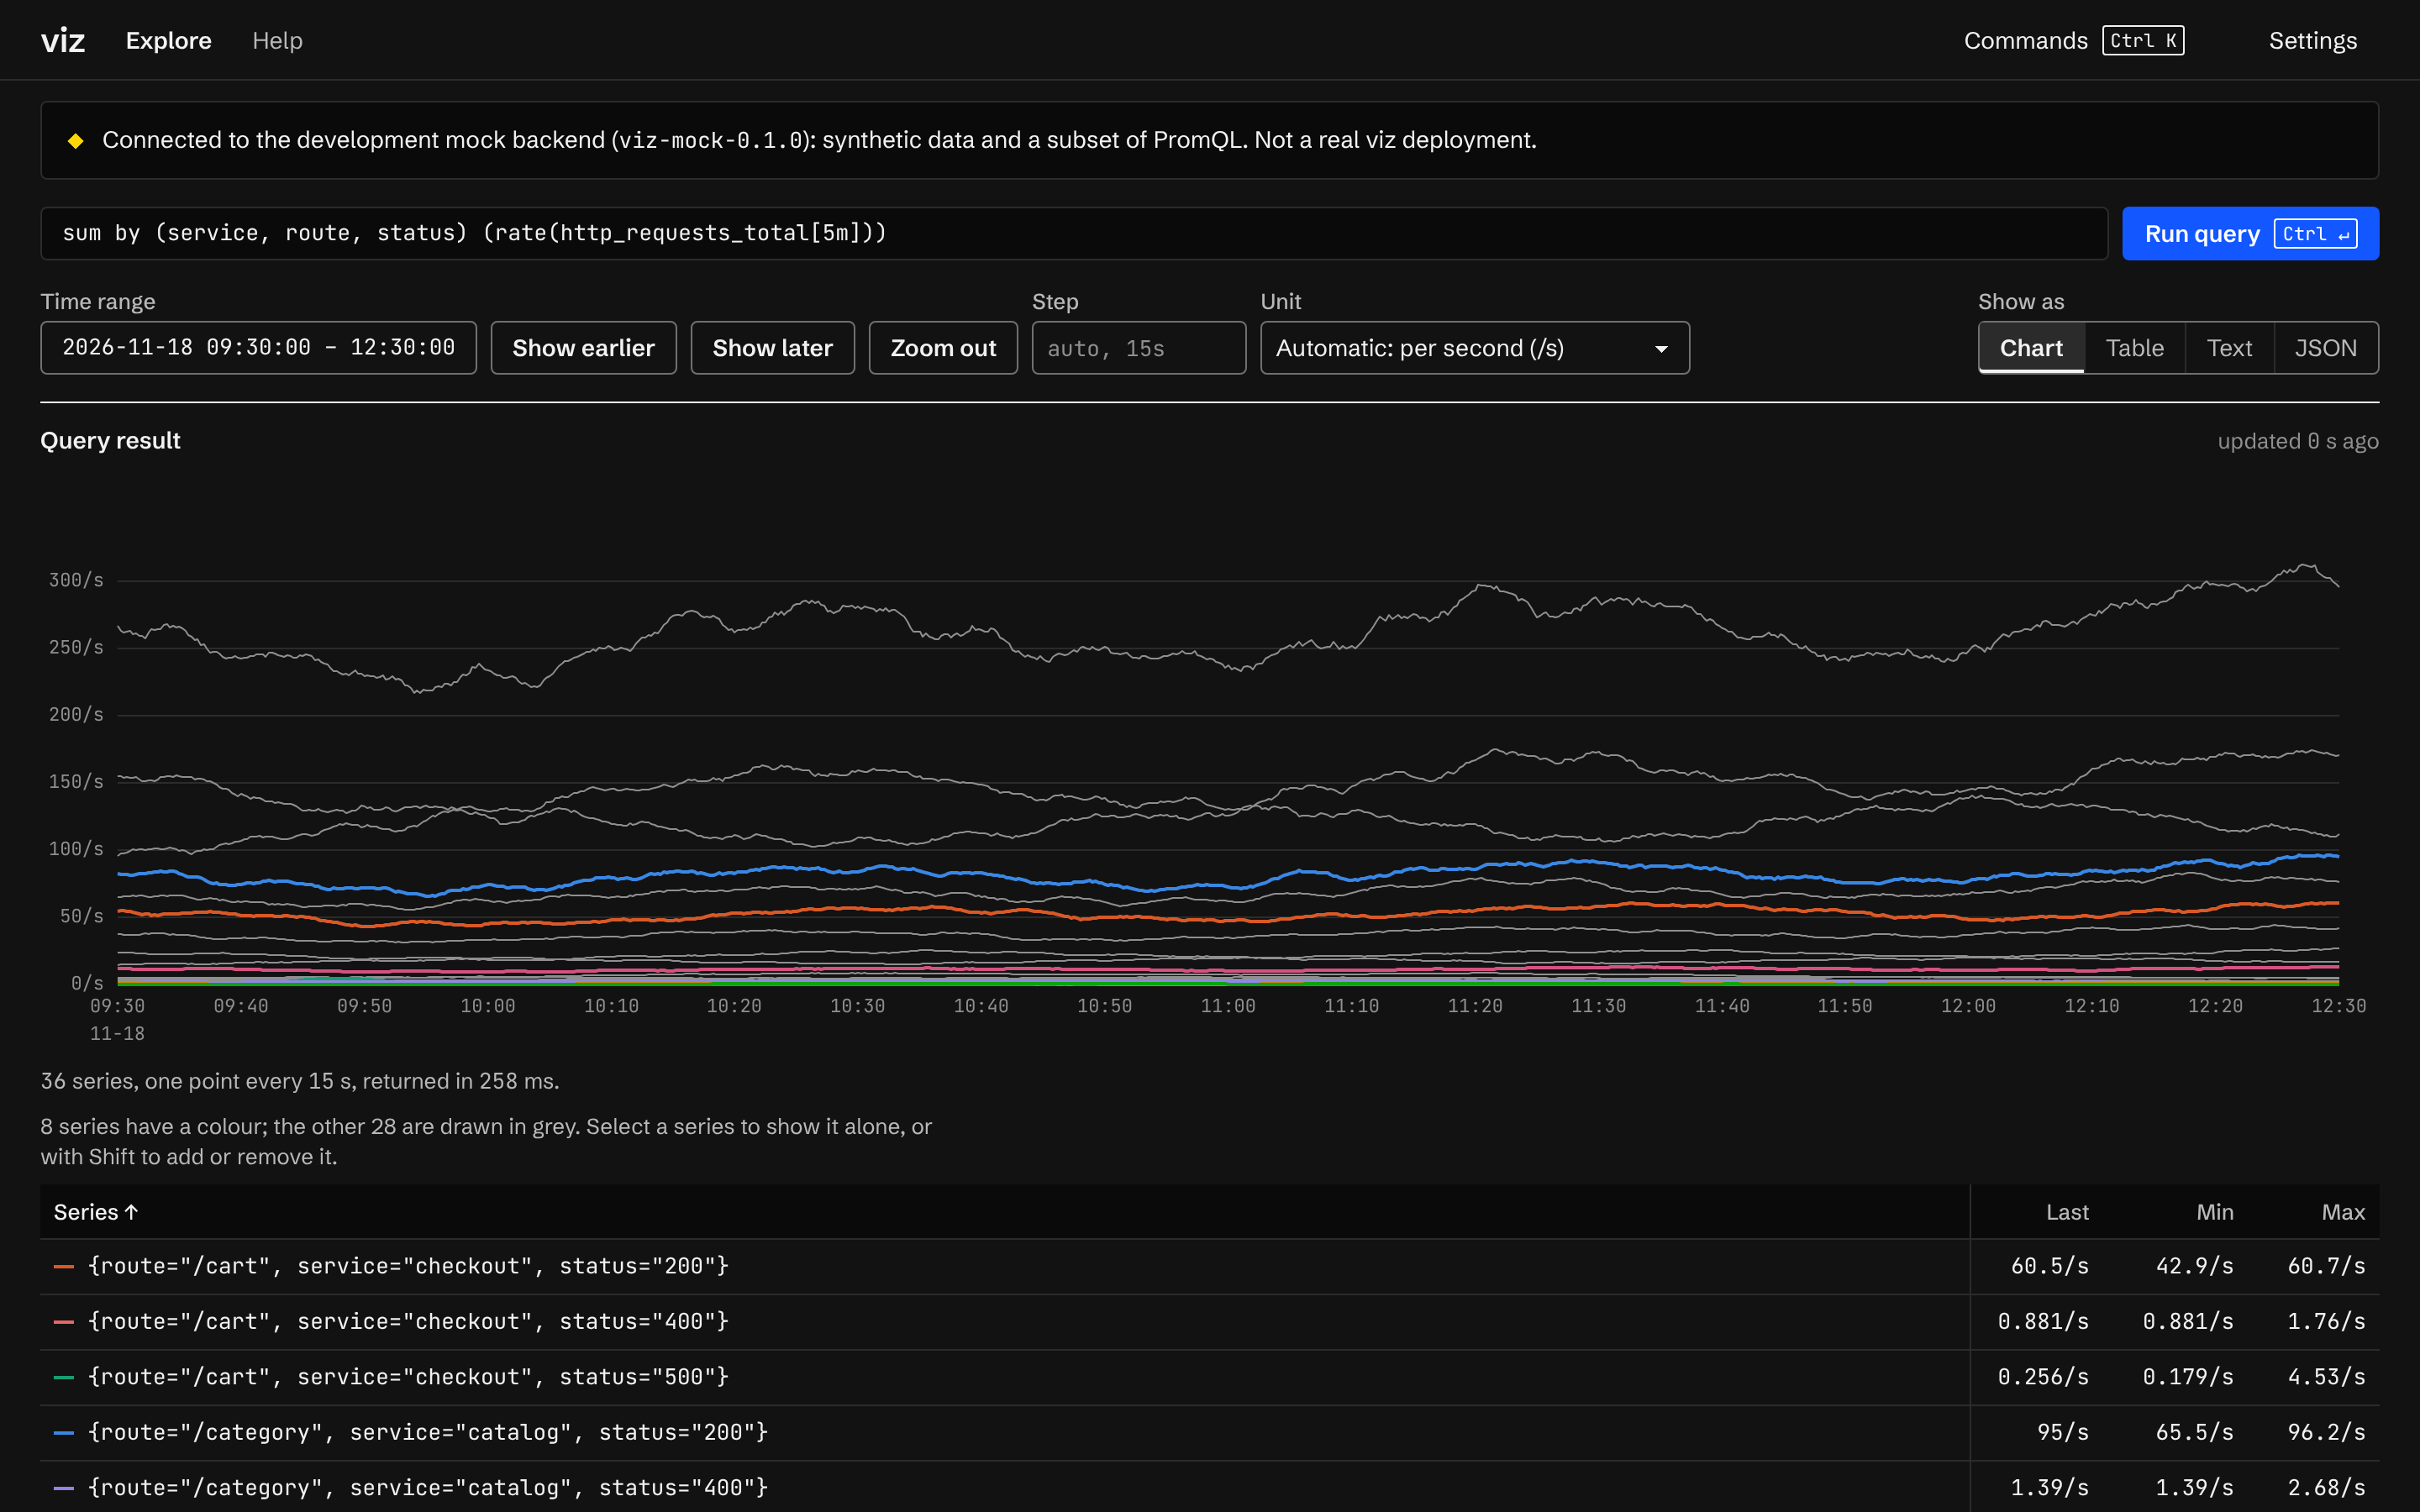 viz Explore Help Commands Ctrl K Settings
Connected to the development mock backend (viz-mock-0.1.0): synthetic data and a subset of PromQL. Not a real viz deployment.
sum by (service, route, status) (rate(http_requests_total[5m])) Run query Ctrl ↵
Time range Step Unit Show as
2026-11-18 09:30:00 – 12:30:00 Show earlier Show later Zoom out auto, 15s Automatic: per second (/s) Chart Table Text JSON
Query result updated 0 s ago
300/s
250/s
200/s
150/s
100/s
50/s
0/s
09:30 09:40 09:50 10:00 10:10 10:20 10:30 10:40 10:50 11:00 11:10 11:20 11:30 11:40 11:50 12:00 12:10 12:20 12:30
11-18
36 series, one point every 15 s, returned in 258 ms.
8 series have a colour; the other 28 are drawn in grey. Select a series to show it alone, or
with Shift to add or remove it.
Series ↑ Last Min Max
{route="/cart", service="checkout", status="200"} 60.5/s 42.9/s 60.7/s
{route="/cart", service="checkout", status="400"} 0.881/s 0.881/s 1.76/s
{route="/cart", service="checkout", status="500"} 0.256/s 0.179/s 4.53/s
{route="/category", service="catalog", status="200"} 95/s 65.5/s 96.2/s
{route="/category", service="catalog", status="400"} 1.39/s 1.39/s 2.68/s